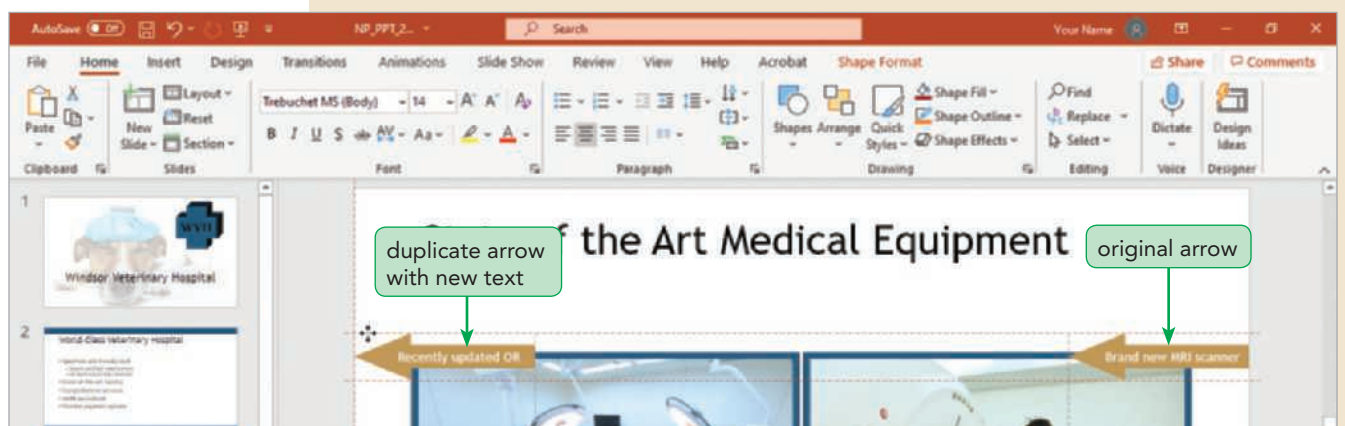 AutoSave Off NP_PPT_2... Search Your Name
File Home Insert Design Transitions Animations Slide Show Review View Help Acrobat Shape Format Share Comments
Paste
New
Slide
Layout
Reset
Section
Trebuchet MS (Body) 14
B I U S ab AV Aa A
Shapes Arrange Quick
Styles
Shape Fill
Shape Outline
Shape Effects
Find
Replace
Select
Dictate
Design
Ideas
Clipboard Slides Font Paragraph Drawing Editing Voice Designer
1
WVH
Windsor Veterinary Hospital
2
World-Class Veterinary Hospital
f the Art Medical Equipment
duplicate arrow
with new text
original arrow
Recently updated OR
Brand new MRI scanner